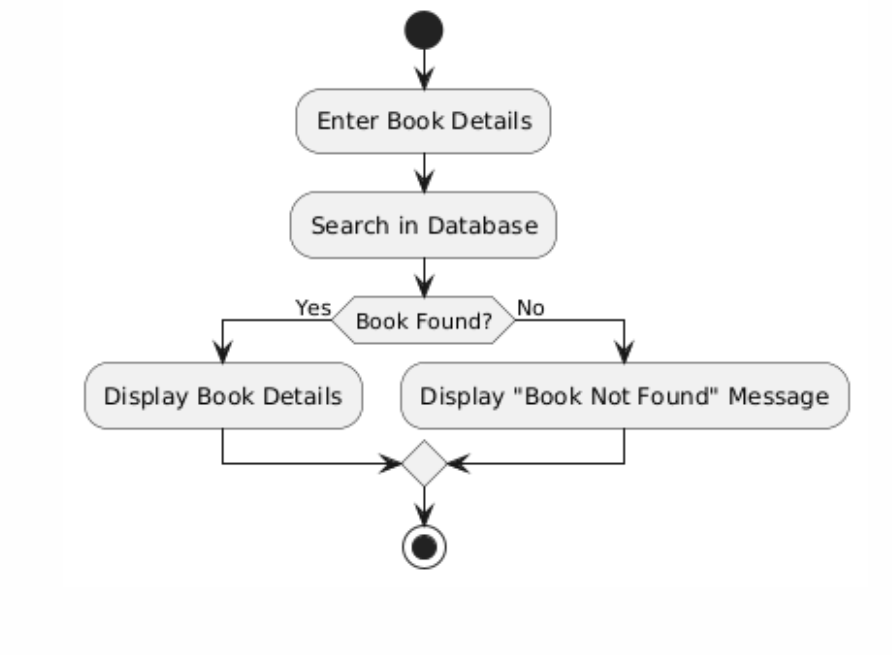 Enter Book Details
Search in Database
Yes
Book Found?
No
Display Book Details
Display "Book Not Found" Message